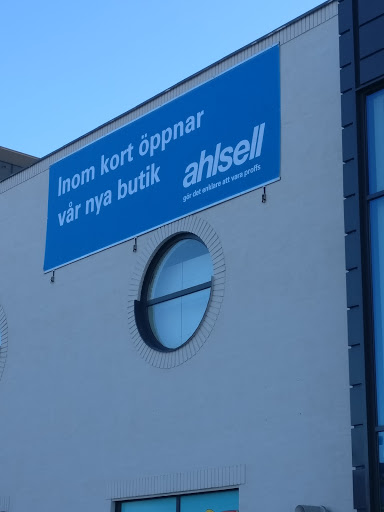 Inom kort öppnar
vår nya butik
ahlsell
gör det enklare att vara proffs